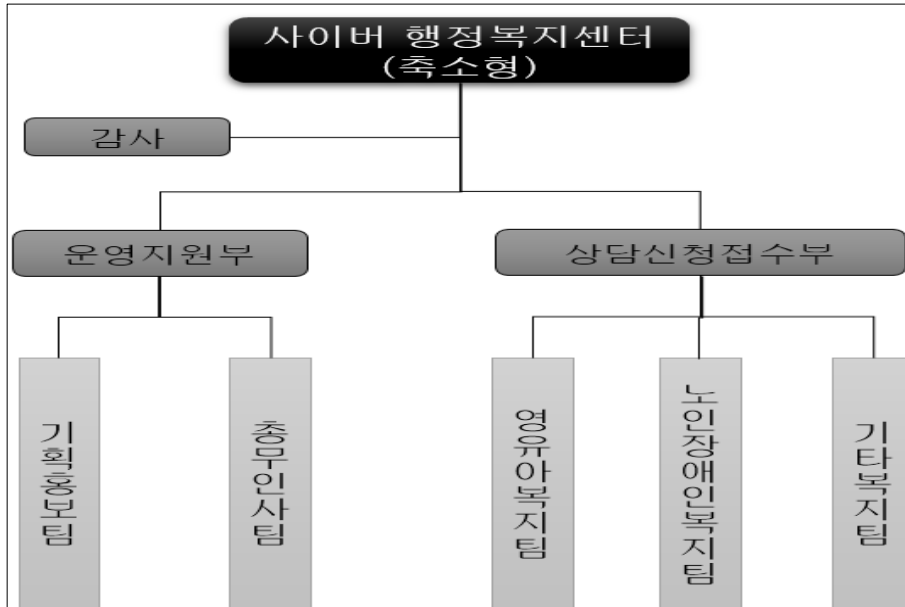 사이버 행정복지센터
(축소형)
감사
운영지원부
상담신청접수부
기획홍보팀
총무인사팀
영유아복지팀
노인장애인복지팀
기타복지팀